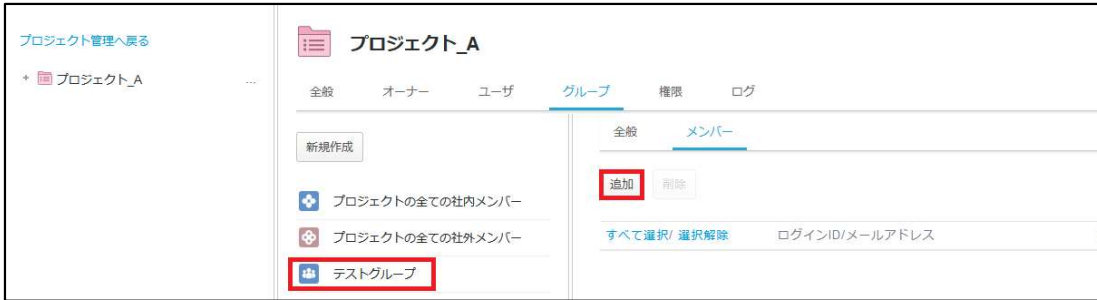 プロジェクト管理へ戻る
+ プロジェクト_A ...
プロジェクト_A
全般 オーナー ユーザ グループ 権限 ログ
新規作成
プロジェクトの全ての社内メンバー
プロジェクトの全ての社外メンバー
テストグループ
全般 メンバー
追加 削除
すべて選択/ 選択解除 ログインID/メールアドレス